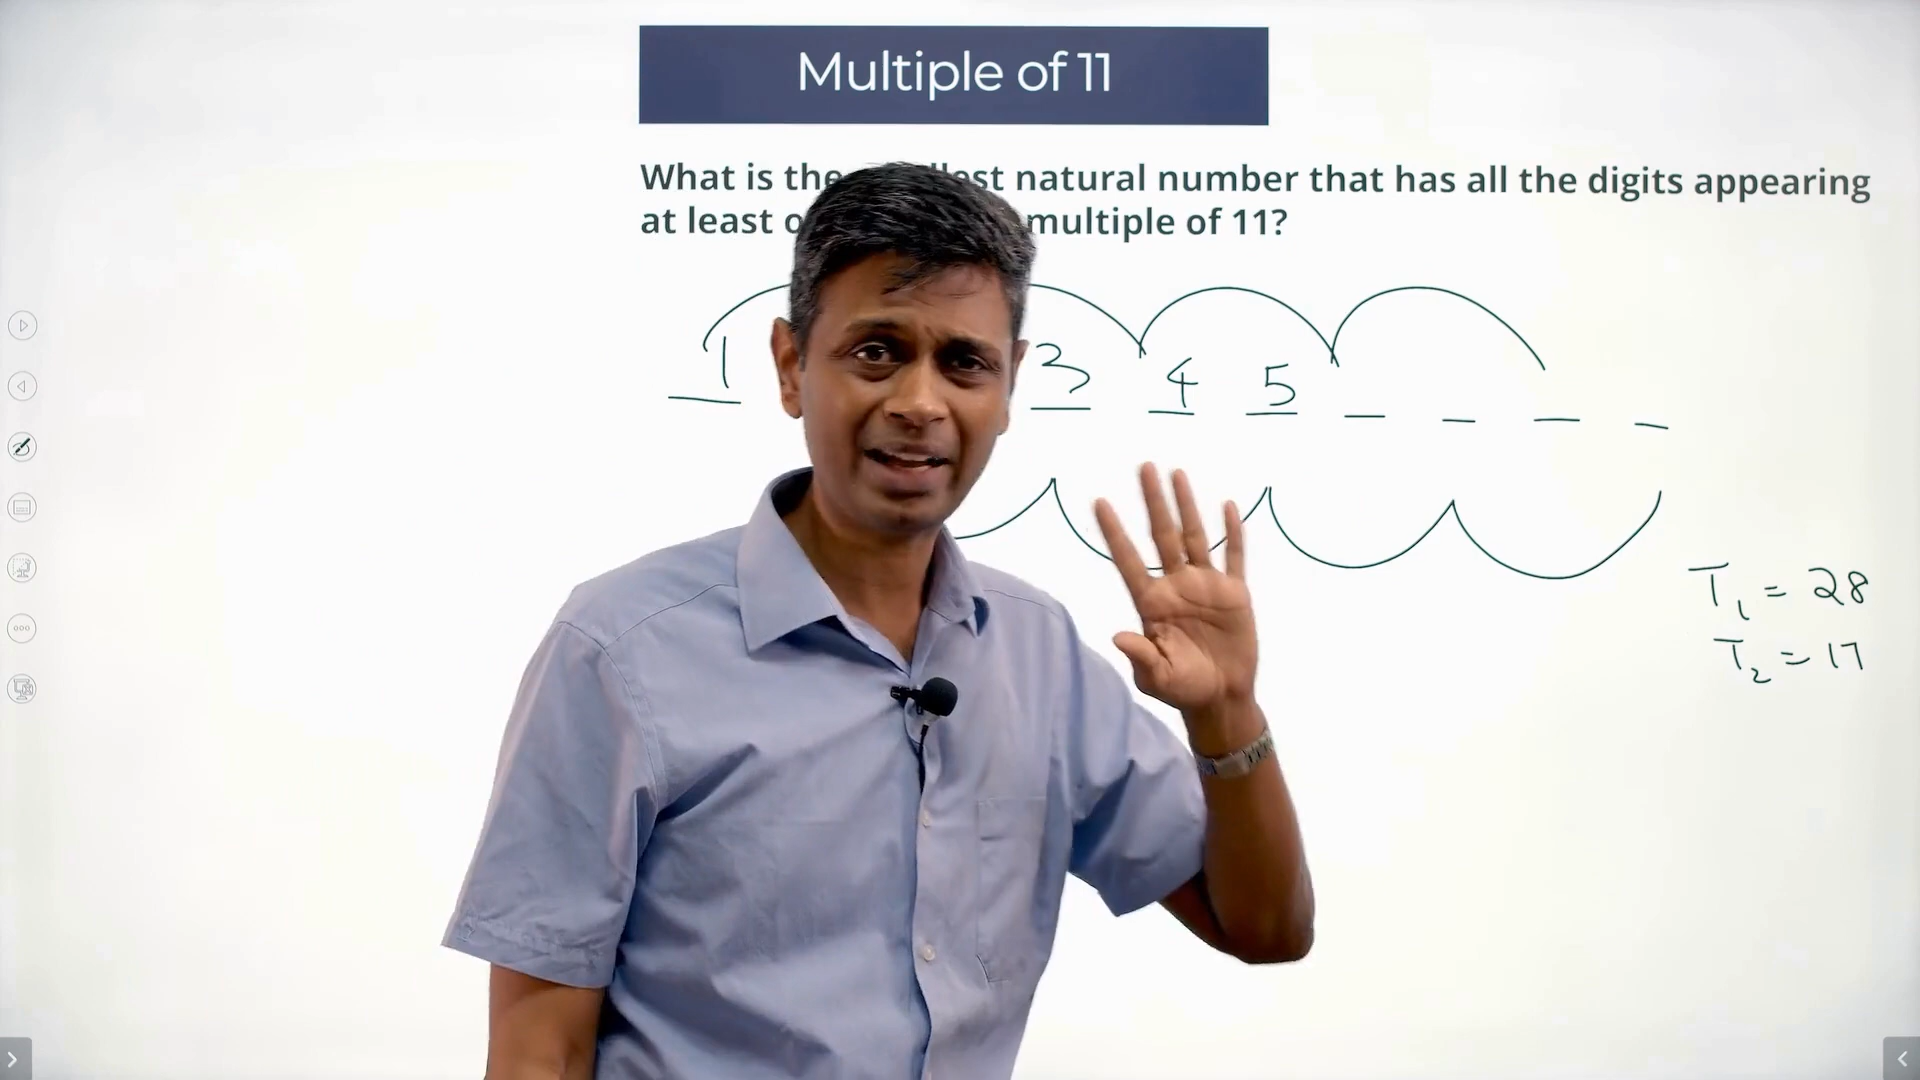 Multiple of 11
What is the est natural number that has all the digits appearing
at least multiple of 11?
1 3 4 5
T₁ = 28
T₂ = 17